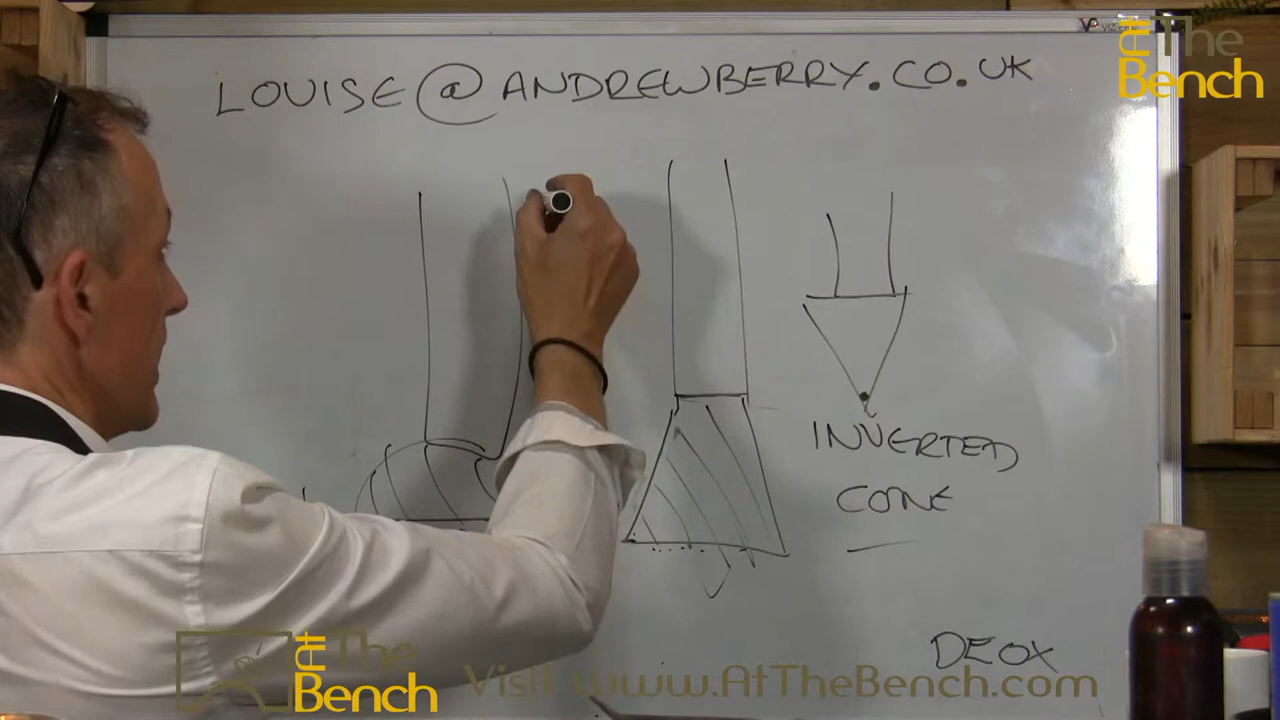 LOUISE@ANDREWBERRY.CO.UK
At The
Bench
INVERTED
CONE
DEOX
At The
Bench
Visit www.AtTheBench.com